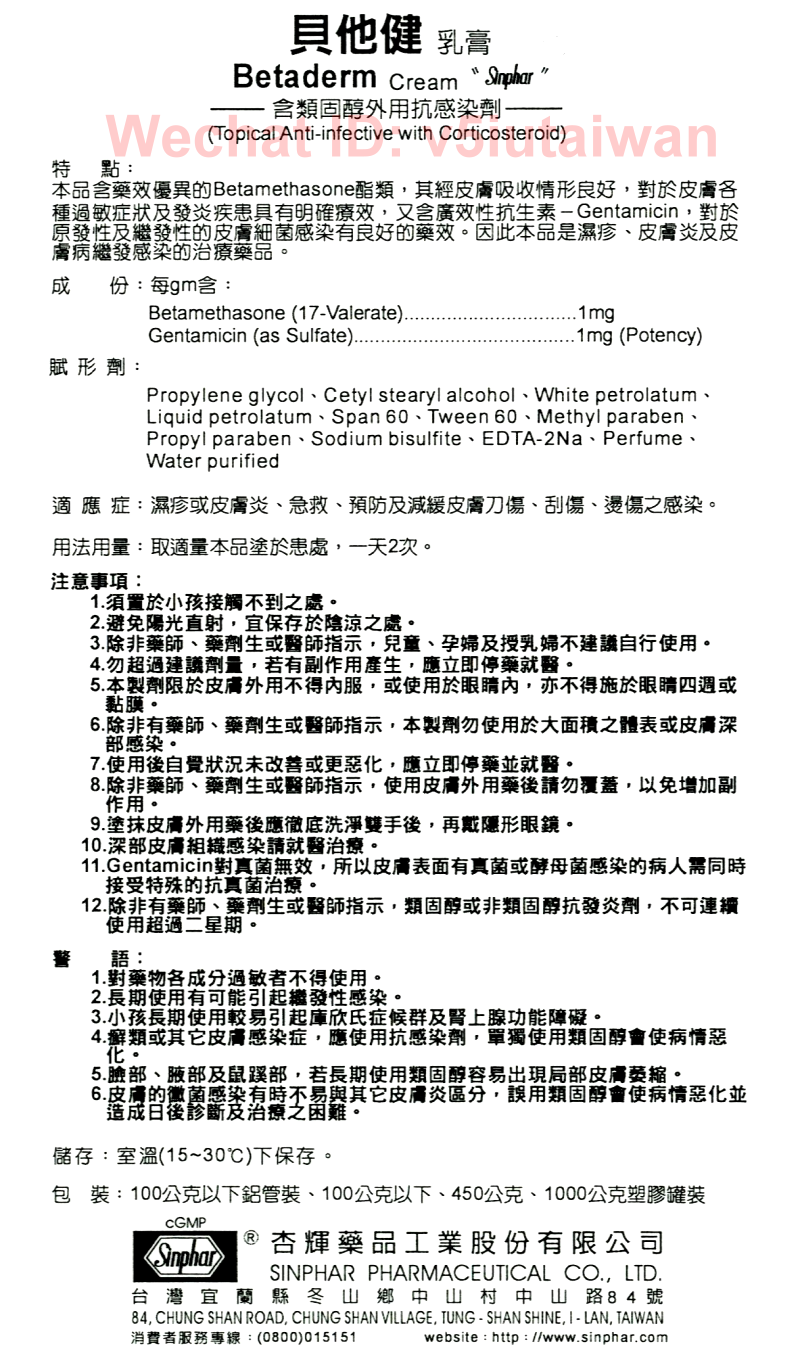 貝他健 乳膏
Betaderm Cream "Sinphar"
含類固醇外用抗感染劑
(Topical Anti-infective with Corticosteroid)
Wechat ID: v5iutaiwan
特 點：
本品含藥效優異的Betamethasone酯類，其經皮膚吸收情形良好，對於皮膚各
種過敏症狀及發炎疾患具有明確療效，又含廣效性抗生素－Gentamicin，對於
原發性及繼發性的皮膚細菌感染有良好的藥效。因此本品是濕疹、皮膚炎及皮
膚病繼發感染的治療藥品。
成 份：每gm含：
Betamethasone (17-Valerate).................................1mg
Gentamicin (as Sulfate)..........................................1mg (Potency)
賦形劑：
Propylene glycol、Cetyl stearyl alcohol、White petrolatum、
Liquid petrolatum、Span 60、Tween 60、Methyl paraben、
Propyl paraben、Sodium bisulfite、EDTA-2Na、Perfume、
Water purified
適應症：濕疹或皮膚炎、急救、預防及減緩皮膚刀傷、刮傷、燙傷之感染。
用法用量：取適量本品塗於患處，一天2次。
注意事項：
1.須置於小孩接觸不到之處。
2.避免陽光直射，宜保存於陰涼之處。
3.除非藥師、藥劑生或醫師指示，兒童、孕婦及授乳婦不建議自行使用。
4.勿超過建議劑量，若有副作用產生，應立即停藥就醫。
5.本製劑限於皮膚外用不得內服，或使用於眼睛內，亦不得施於眼睛四週或
黏膜。
6.除非有藥師、藥劑生或醫師指示，本製劑勿使用於大面積之體表或皮膚深
部感染。
7.使用後自覺狀況未改善或更惡化，應立即停藥並就醫。
8.除非藥師、藥劑生或醫師指示，使用皮膚外用藥後請勿覆蓋，以免增加副
作用。
9.塗抹皮膚外用藥後應徹底洗淨雙手後，再戴隱形眼鏡。
10.深部皮膚組織感染請就醫治療。
11.Gentamicin對真菌無效，所以皮膚表面有真菌或酵母菌感染的病人需同時
接受特殊的抗真菌治療。
12.除非有藥師、藥劑生或醫師指示，類固醇或非類固醇抗發炎劑，不可連續
使用超過二星期。
警 語：
1.對藥物各成分過敏者不得使用。
2.長期使用有可能引起繼發性感染。
3.小孩長期使用較易引起庫欣氏症候群及腎上腺功能障礙。
4.癬類或其它皮膚感染症，應使用抗感染劑，單獨使用類固醇會使病情惡
化。
5.臉部、腋部及鼠蹊部，若長期使用類固醇容易出現局部皮膚萎縮。
6.皮膚的黴菌感染有時不易與其它皮膚炎區分，誤用類固醇會使病情惡化並
造成日後診斷及治療之困難。
儲存：室溫(15~30℃)下保存。
包 裝：100公克以下鋁管裝、100公克以下、450公克、1000公克塑膠罐裝
cGMP
Sinphar ® 杏輝藥品工業股份有限公司
SINPHAR PHARMACEUTICAL CO., LTD.
台灣宜蘭縣冬山鄉中山村中山路84號
84, CHUNG SHAN ROAD, CHUNG SHAN VILLAGE, TUNG - SHAN SHINE, I - LAN, TAIWAN
消費者服務專線：(0800)015151 website：http：//www.sinphar.com